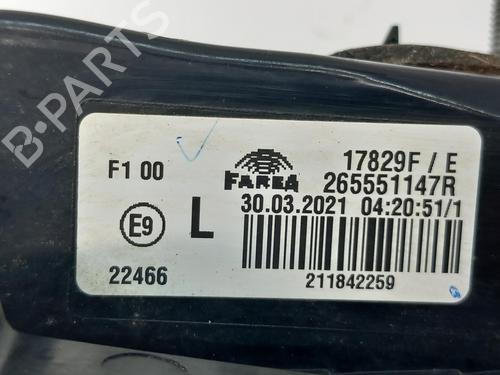 B-PARTS
F1 00
FAREA
17829F / E
265551147R
30.03.2021 04:20:51/1
E9
L
22466
211842259